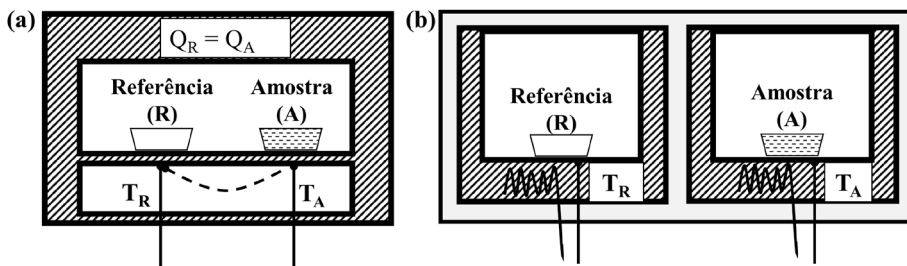 (a)
Q_R = Q_A
Referência
(R)
Amostra
(A)
T_R
T_A
(b)
Referência
(R)
T_R
Amostra
(A)
T_A